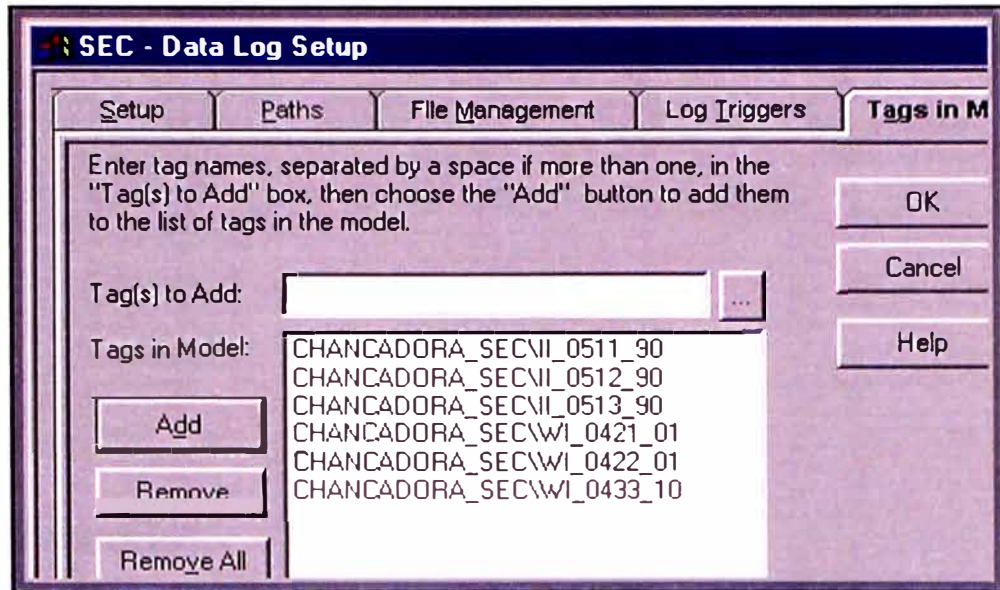 SEC - Data Log Setup
Setup Paths File Management Log Triggers Tags in M
Enter tag names, separated by a space if more than one, in the
"Tag(s) to Add" box, then choose the "Add" button to add them
to the list of tags in the model.
OK
Cancel
Help
Tag(s) to Add:
...
Tags in Model:
CHANCADORA_SEC\II_0511_90
CHANCADORA_SEC\II_0512_90
CHANCADORA_SEC\II_0513_90
CHANCADORA_SEC\WI_0421_01
CHANCADORA_SEC\WI_0422_01
CHANCADORA_SEC\WI_0433_10
Add
Remove
Remove All